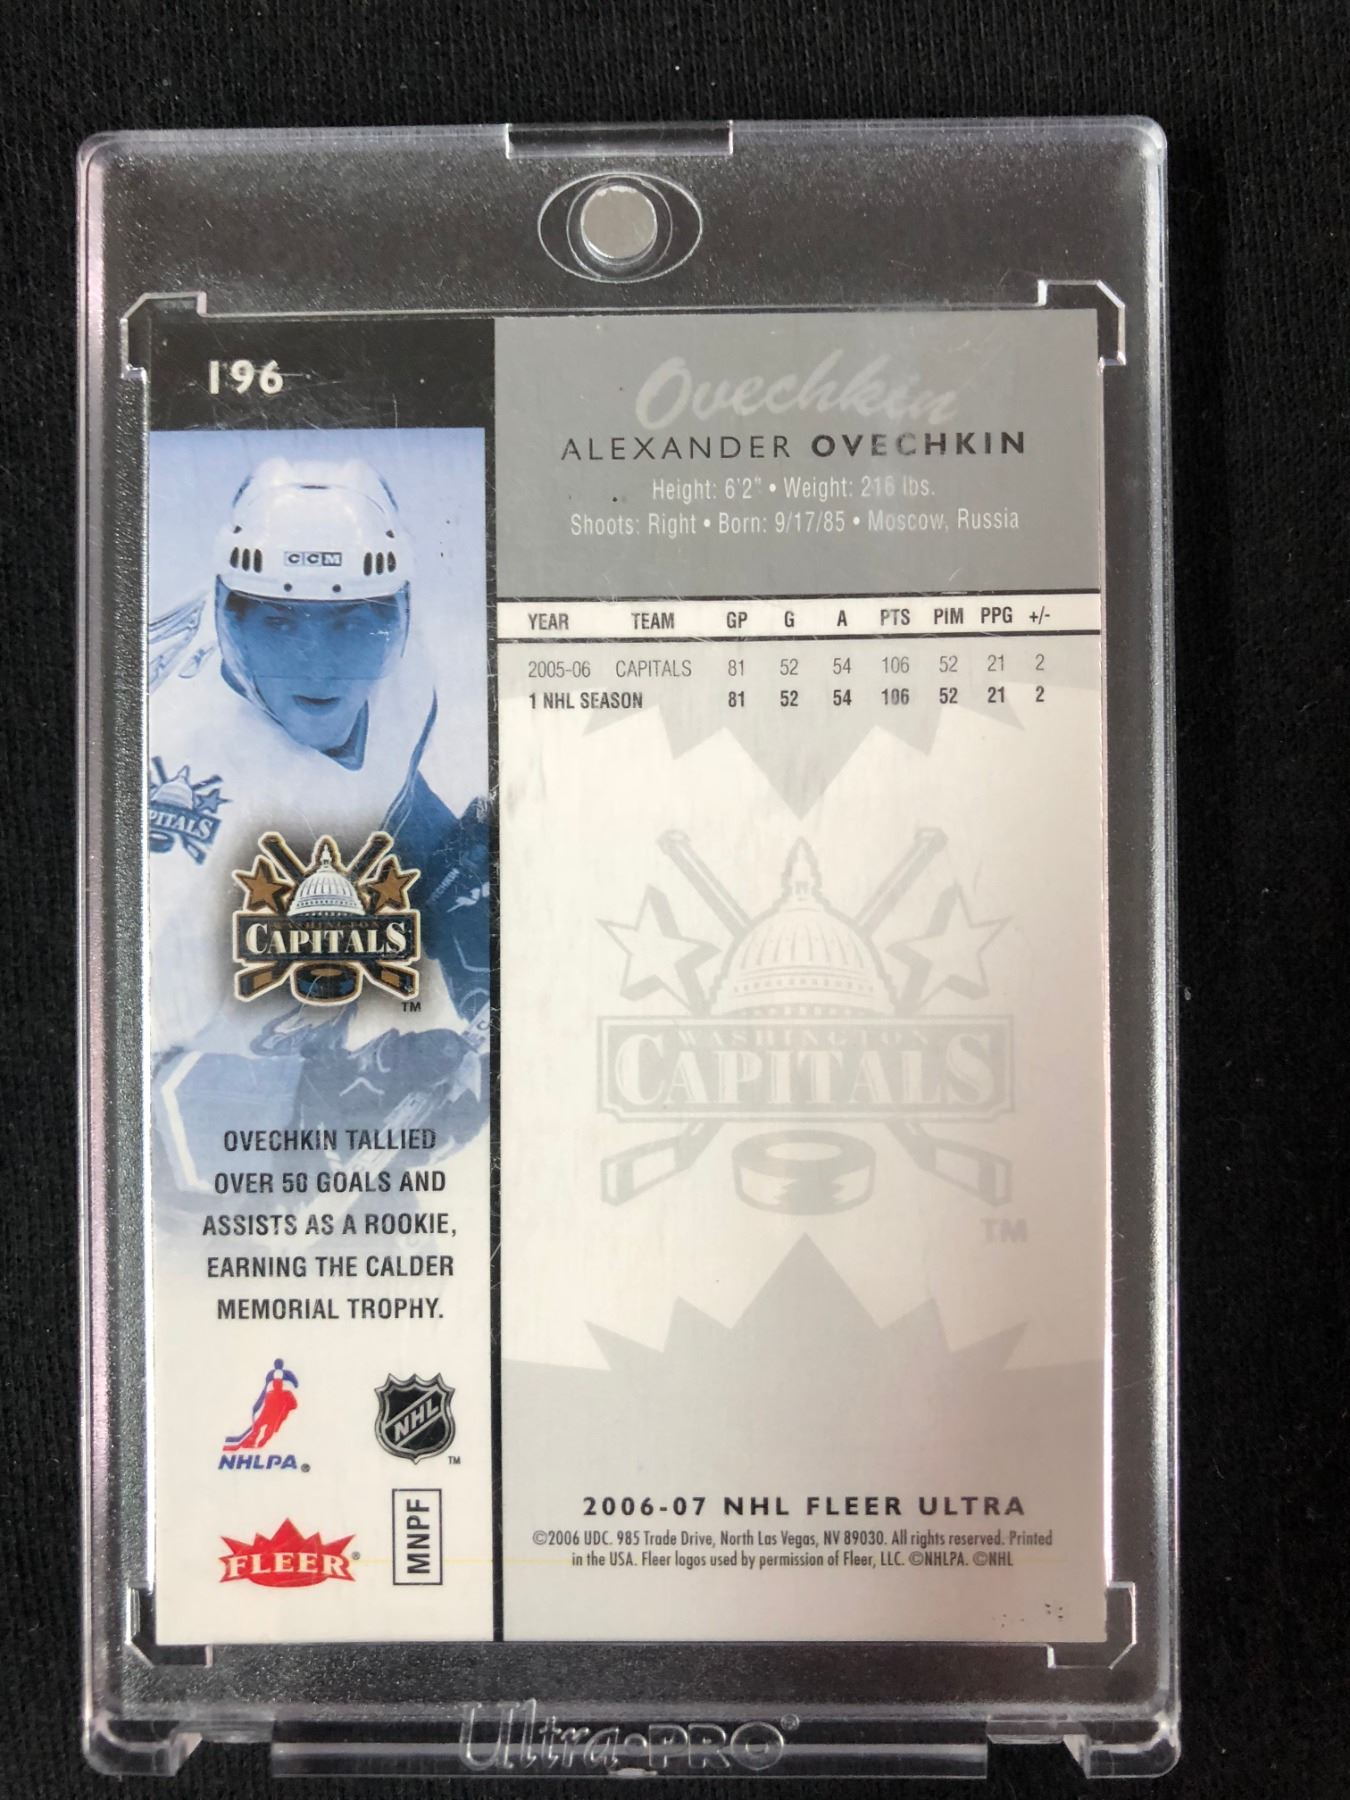 196
Ovechkin
ALEXANDER OVECHKIN
Height: 6'2" • Weight: 216 lbs.
Shoots: Right • Born: 9/17/85 • Moscow, Russia
YEAR TEAM GP G A PTS PIM PPG +/-
2005-06 CAPITALS 81 52 54 106 52 21 2
1 NHL SEASON 81 52 54 106 52 21 2
CCM
PITALS
WASHINGTON
CAPITALS
TM
WASHINGTON
CAPITALS
TM
OVECHKIN TALLIED
OVER 50 GOALS AND
ASSISTS AS A ROOKIE,
EARNING THE CALDER
MEMORIAL TROPHY.
NHLPA®
NHL
TM
FLEER®
MNPF
2006-07 NHL FLEER ULTRA
©2006 UDC. 985 Trade Drive, North Las Vegas, NV 89030. All rights reserved. Printed
in the USA. Fleer logos used by permission of Fleer, LLC. ©NHLPA. ©NHL
Ultra•PRO®